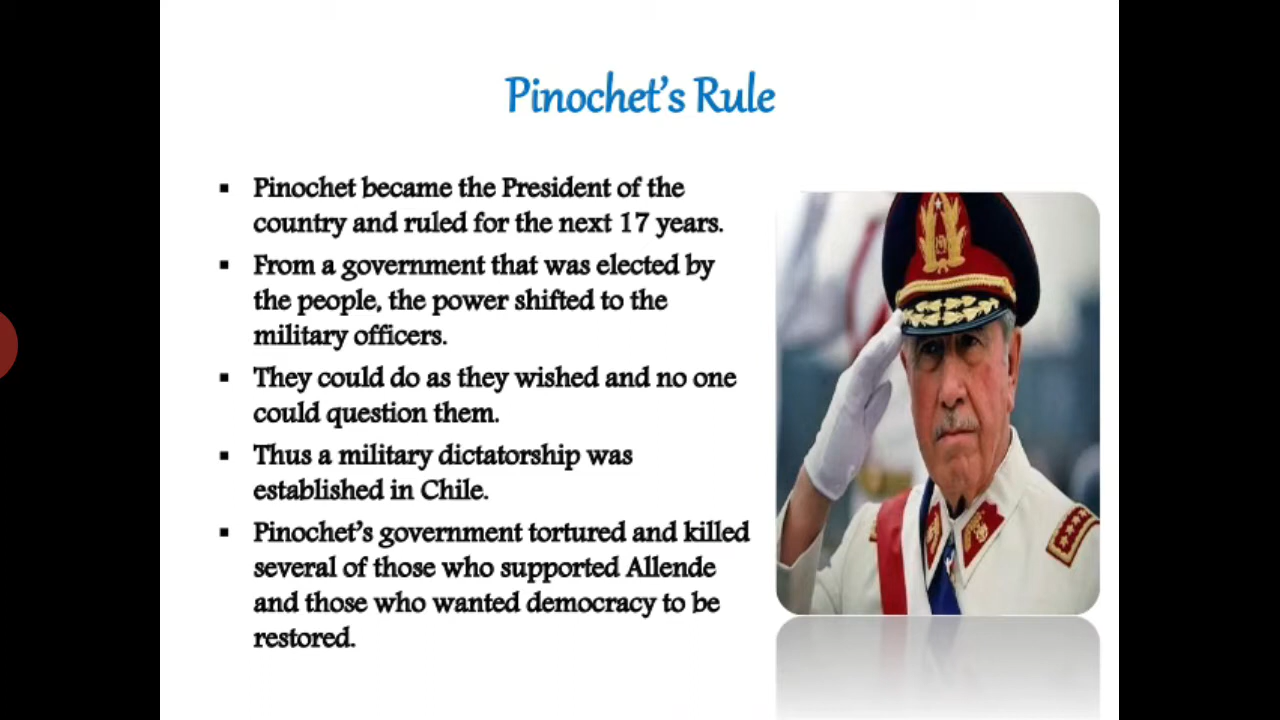 Pinochet's Rule
▪ Pinochet became the President of the
country and ruled for the next 17 years.
▪ From a government that was elected by
the people, the power shifted to the
military officers.
▪ They could do as they wished and no one
could question them.
▪ Thus a military dictatorship was
established in Chile.
▪ Pinochet's government tortured and killed
several of those who supported Allende
and those who wanted democracy to be
restored.